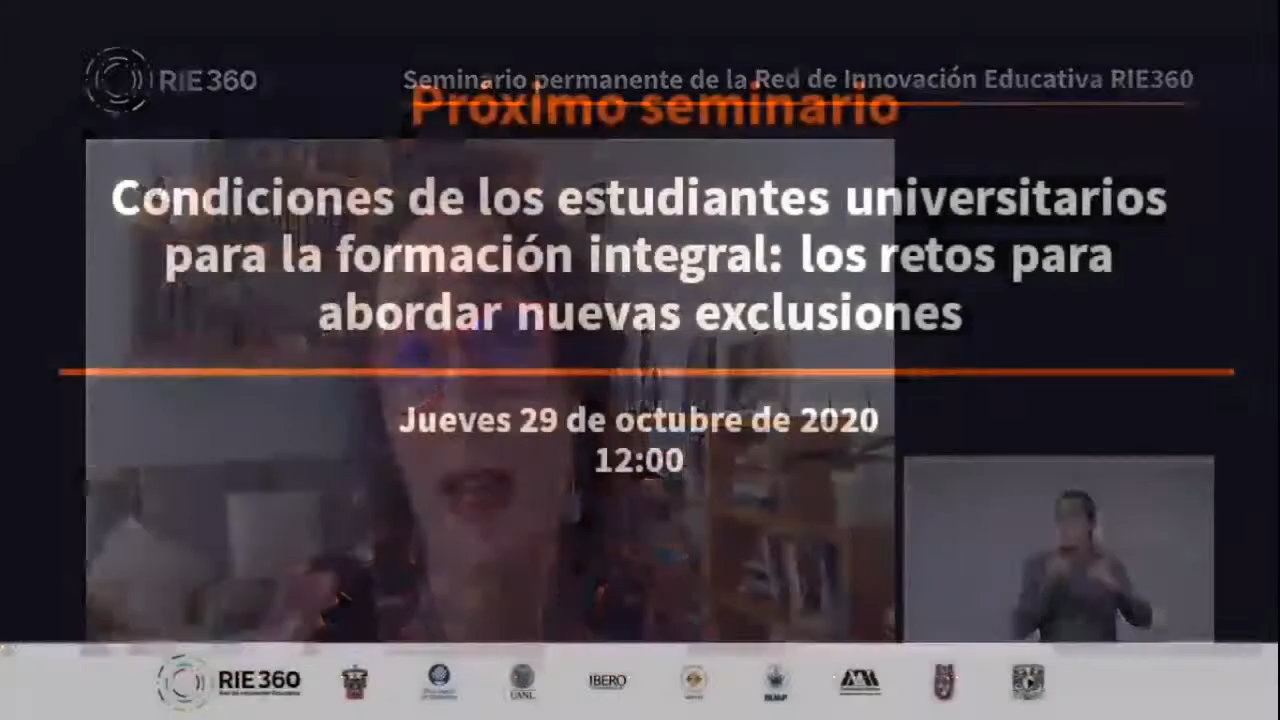 RIE360
Seminario permanente de la Red de Innovación Educativa RIE360
Próximo seminario
Condiciones de los estudiantes universitarios
para la formación integral: los retos para
abordar nuevas exclusiones
Jueves 29 de octubre de 2020
12:00
RIE360
UANL
IBERO